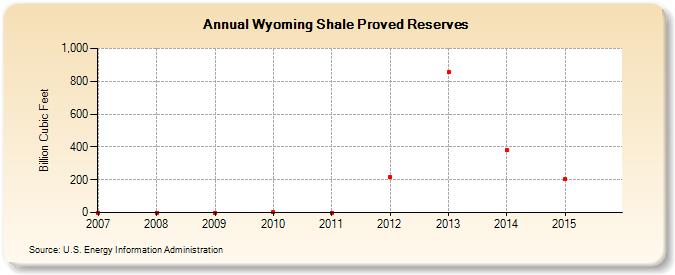 Annual Wyoming Shale Proved Reserves
Billion Cubic Feet
1,000
800
600
400
200
0
2007 2008 2009 2010 2011 2012 2013 2014 2015
Source: U.S. Energy Information Administration